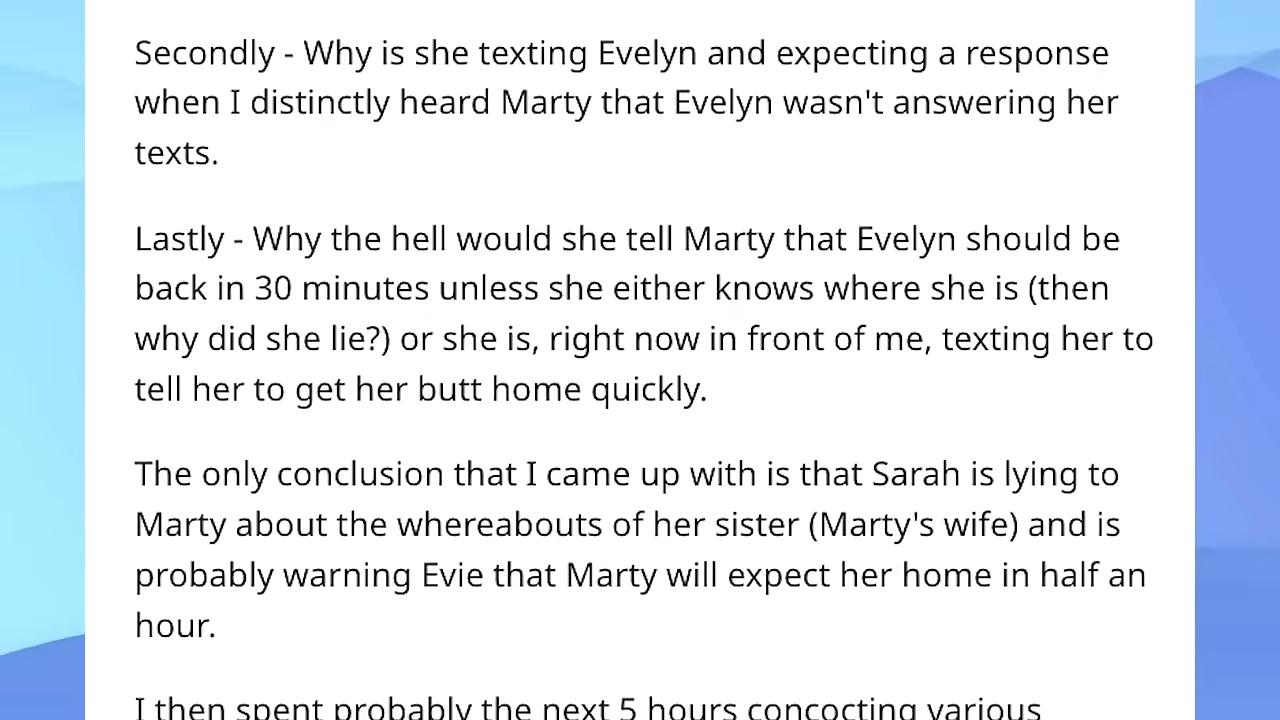 Secondly - Why is she texting Evelyn and expecting a response
when I distinctly heard Marty that Evelyn wasn't answering her
texts.
Lastly - Why the hell would she tell Marty that Evelyn should be
back in 30 minutes unless she either knows where she is (then
why did she lie?) or she is, right now in front of me, texting her to
tell her to get her butt home quickly.
The only conclusion that I came up with is that Sarah is lying to
Marty about the whereabouts of her sister (Marty's wife) and is
probably warning Evie that Marty will expect her home in half an
hour.
I then spent probably the next 5 hours concocting various